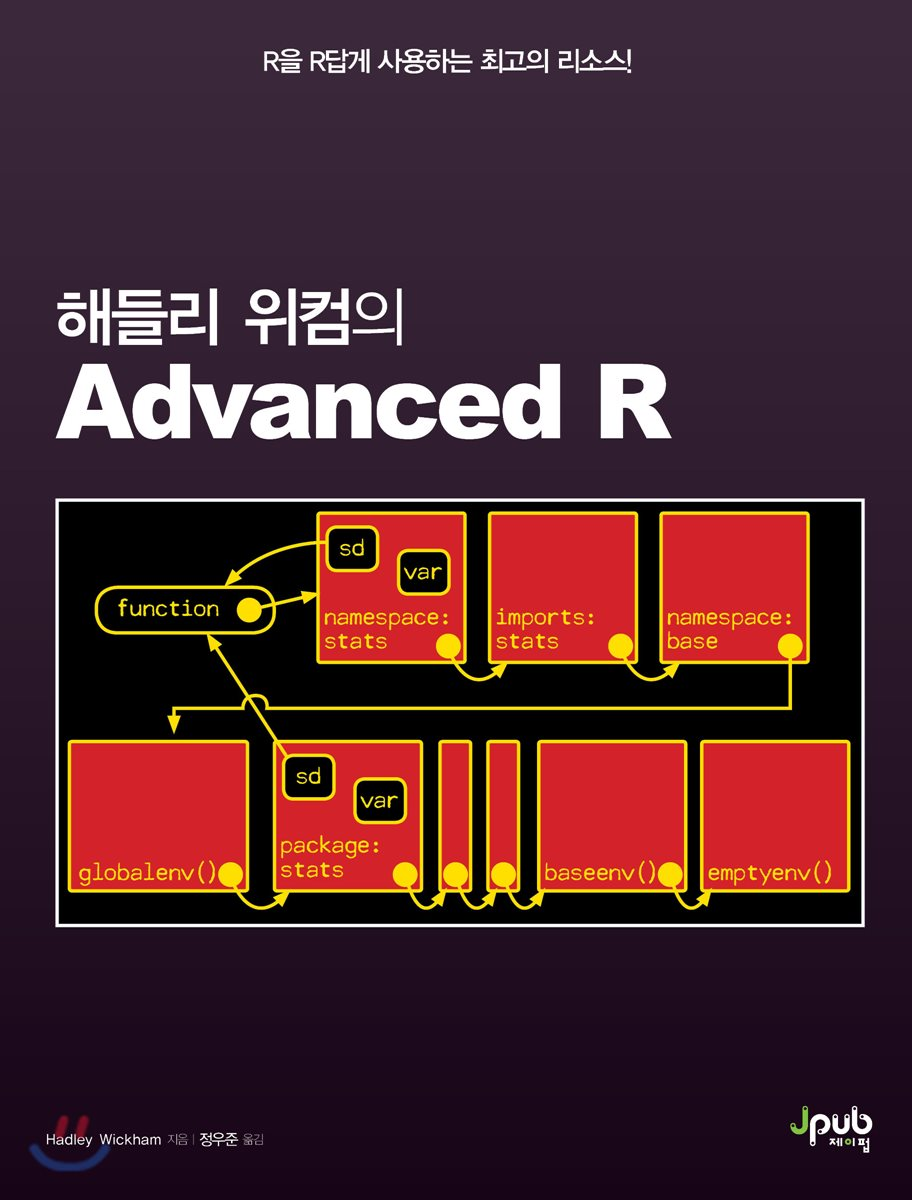 R을 R답게 사용하는 최고의 리소스!
해들리 위컴의
Advanced R
sd
var
function
namespace:
stats
imports:
stats
namespace:
base
sd
var
package:
stats
globalenv()
baseenv()
emptyenv()
Hadley Wickham 지음 | 정우준 옮김
Jpub
제이펍